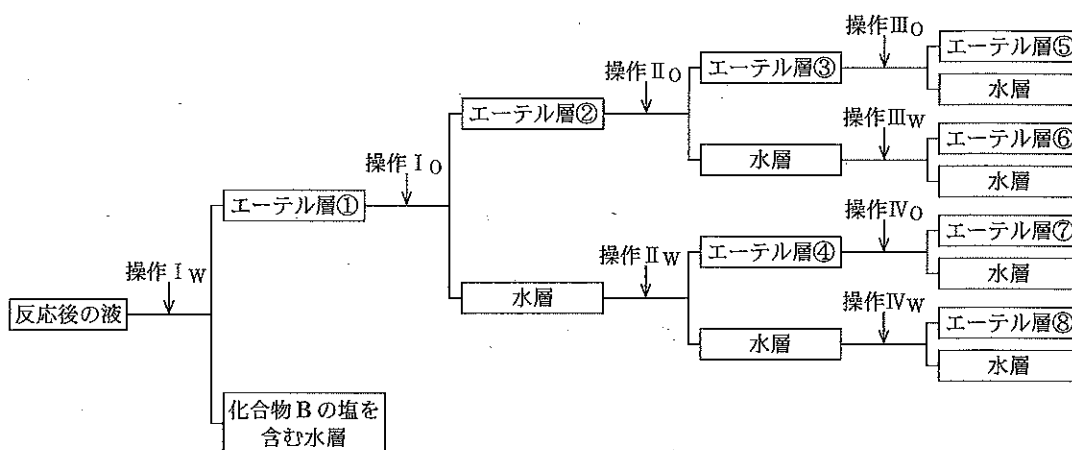 操作ⅢO
エーテル層⑤
操作ⅡO
エーテル層③
水層
エーテル層②
操作ⅢW
エーテル層⑥
操作ⅠO
水層
水層
エーテル層①
操作ⅣO
エーテル層⑦
操作ⅡW
エーテル層④
操作ⅠW
水層
水層
反応後の液
操作ⅣW
エーテル層⑧
水層
水層
化合物Bの塩を
含む水層